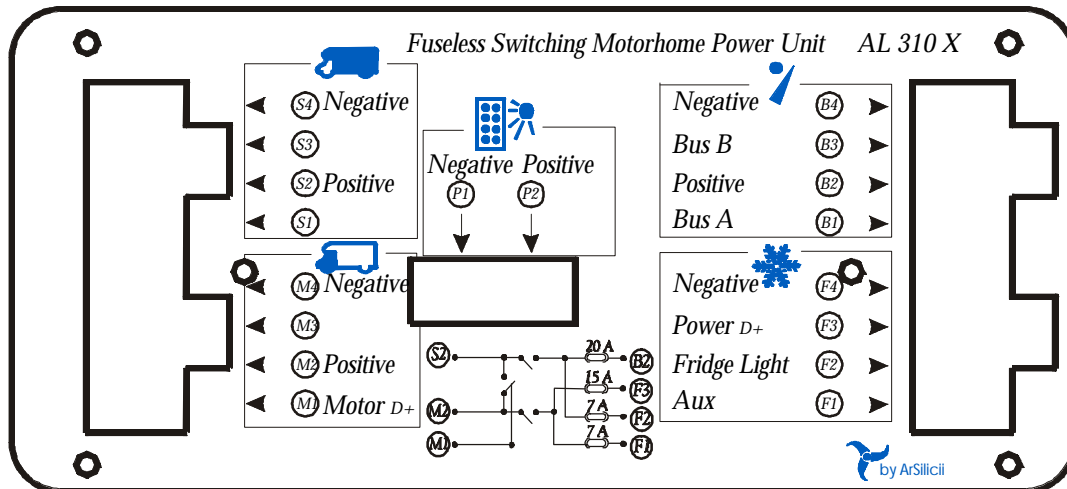 Fuseless Switching Motorhome Power Unit AL 310 X
S4 Negative
S3
S2 Positive
S1
Negative Positive
P1 P2
Negative B4
Bus B B3
Positive B2
Bus A B1
M4 Negative
M3
M2 Positive
M1 Motor D+
Negative F4
Power D+ F3
Fridge Light F2
Aux F1
S2 20 A B2
15 A F3
M2 7 A F2
M1 7 A F1
by ArSilicii